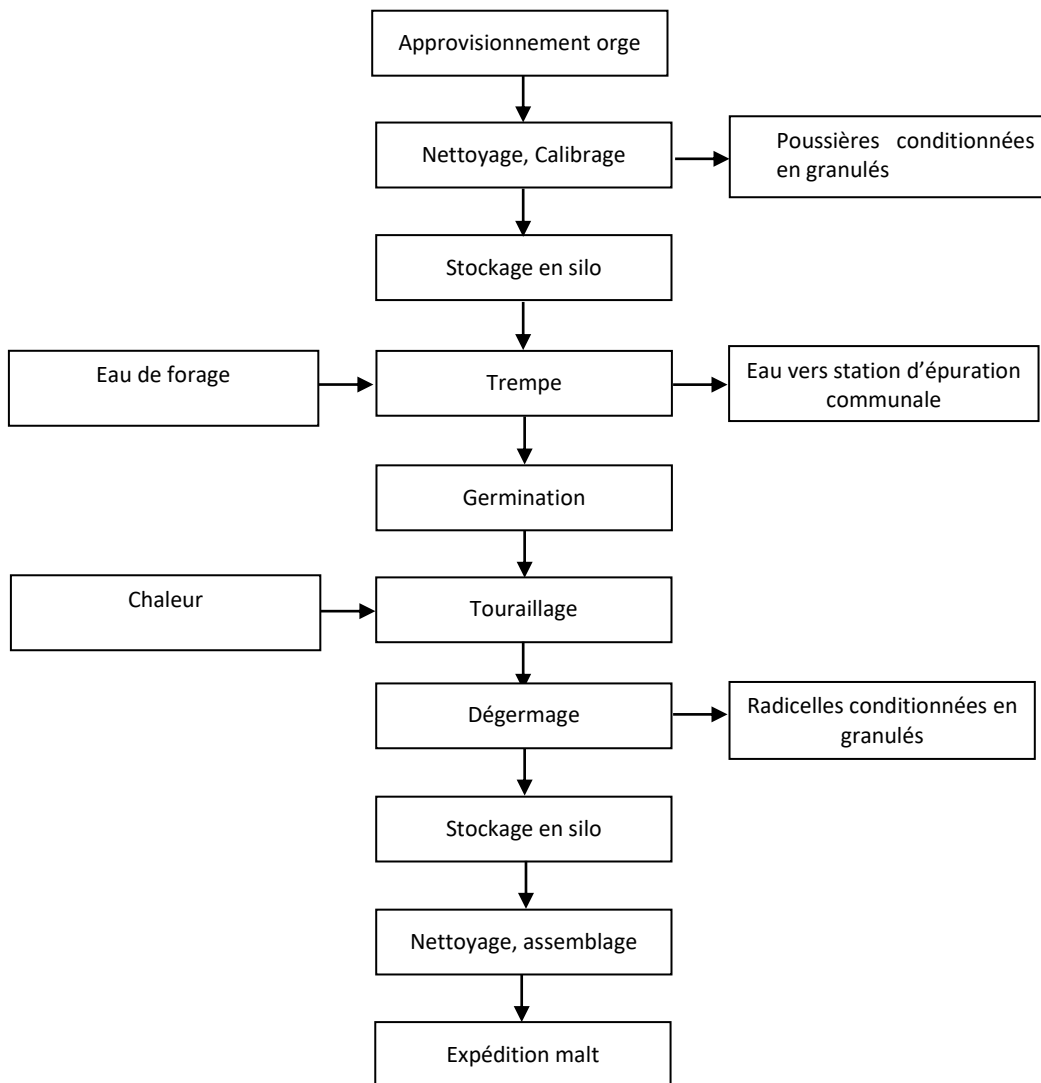 Approvisionnement orge
Nettoyage, Calibrage
Poussières conditionnées
en granulés
Stockage en silo
Eau de forage
Trempe
Eau vers station d'épuration
communale
Germination
Chaleur
Touraillage
Dégermage
Radicelles conditionnées en
granulés
Stockage en silo
Nettoyage, assemblage
Expédition malt